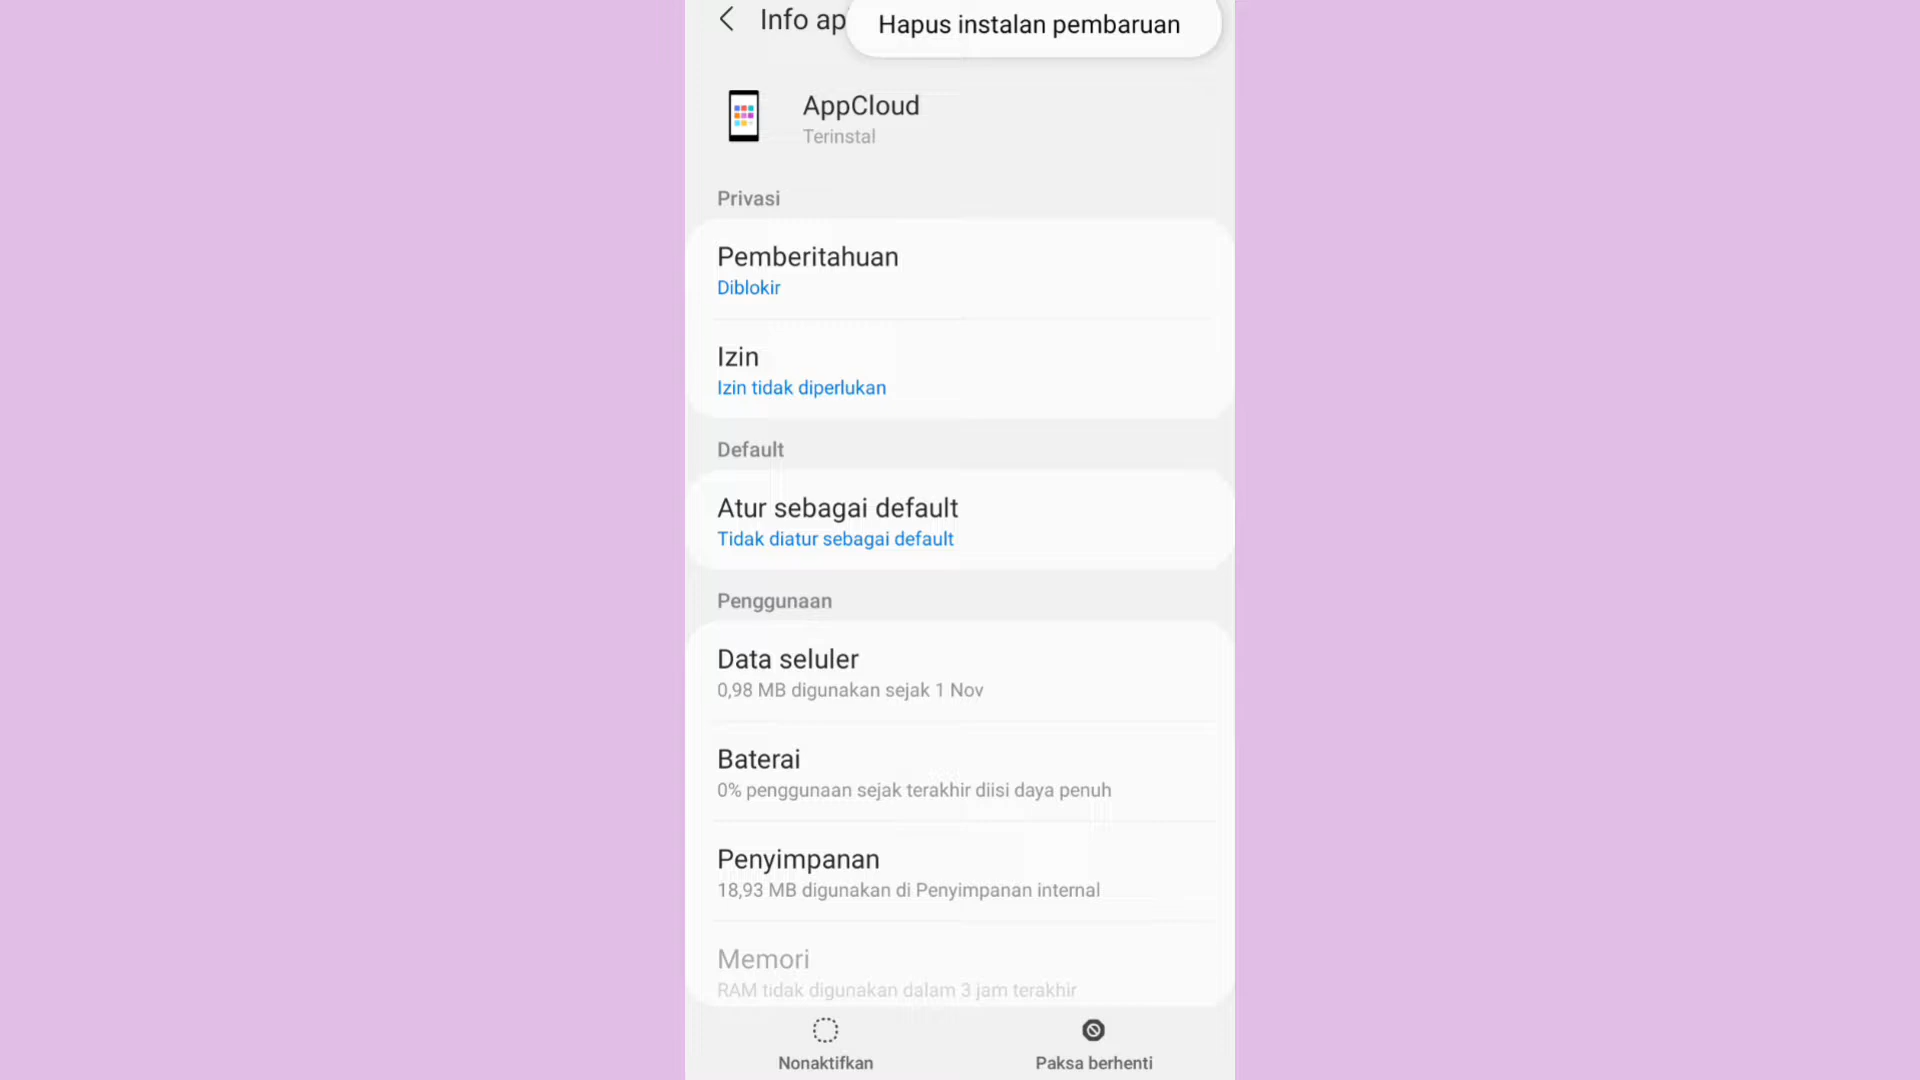 Info ap
Hapus instalan pembaruan
AppCloud
Terinstal
Privasi
Pemberitahuan
Diblokir
Izin
Izin tidak diperlukan
Default
Atur sebagai default
Tidak diatur sebagai default
Penggunaan
Data seluler
0,98 MB digunakan sejak 1 Nov
Baterai
0% penggunaan sejak terakhir diisi daya penuh
Penyimpanan
18,93 MB digunakan di Penyimpanan internal
Memori
RAM tidak digunakan dalam 3 jam terakhir
Nonaktifkan
Paksa berhenti